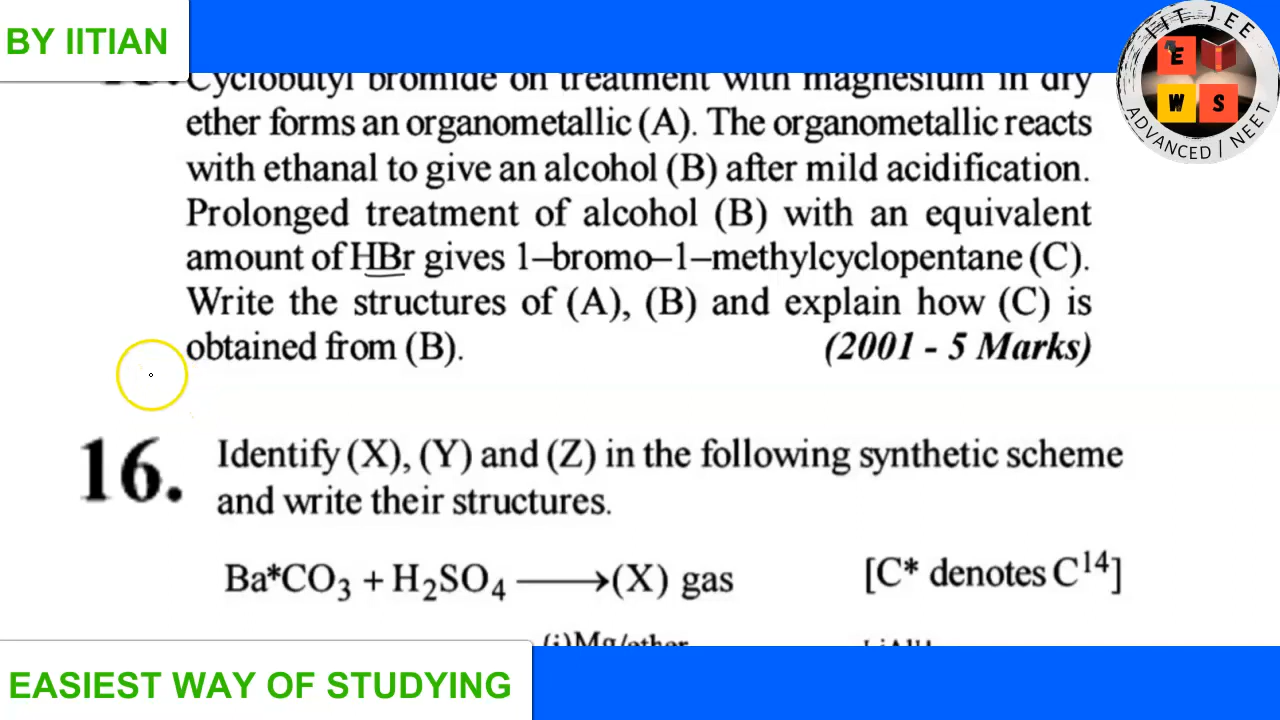 BY IITIAN
IIT JEE
E
W S
ADVANCED / NEET
Cyclobutyl bromide on treatment with magnesium in dry
ether forms an organometallic (A). The organometallic reacts
with ethanal to give an alcohol (B) after mild acidification.
Prolonged treatment of alcohol (B) with an equivalent
amount of HBr gives 1–bromo–1–methylcyclopentane (C).
Write the structures of (A), (B) and explain how (C) is
obtained from (B). (2001 - 5 Marks)
16. Identify (X), (Y) and (Z) in the following synthetic scheme
and write their structures.
Ba*CO₃ + H₂SO₄ ⟶ (X) gas [C* denotes C¹⁴]
(i)Mg/ether
EASIEST WAY OF STUDYING